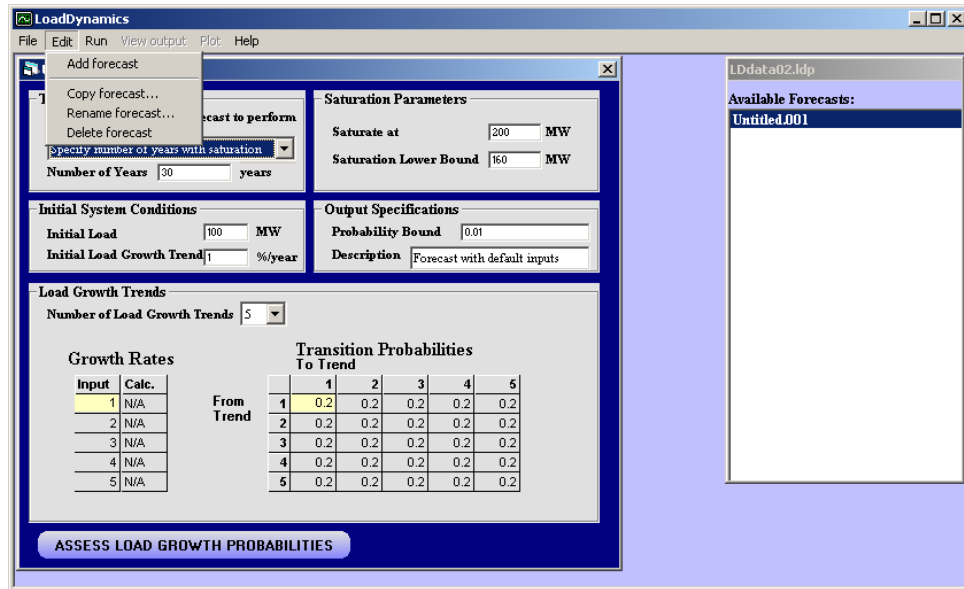 LoadDynamics
File Edit Run View output Plot Help
Add forecast
Copy forecast...
Rename forecast...
Delete forecast
T
ecast to perform
Specify number of years with saturation
Number of Years 30 years
Saturation Parameters
Saturate at 200 MW
Saturation Lower Bound 160 MW
Initial System Conditions
Initial Load 100 MW
Initial Load Growth Trend 1 %/year
Output Specifications
Probability Bound 0.01
Description Forecast with default inputs
Load Growth Trends
Number of Load Growth Trends 5
Growth Rates
Input Calc.
1 N/A
2 N/A
3 N/A
4 N/A
5 N/A
Transition Probabilities
To Trend
From
Trend
1 2 3 4 5
1 0.2 0.2 0.2 0.2 0.2
2 0.2 0.2 0.2 0.2 0.2
3 0.2 0.2 0.2 0.2 0.2
4 0.2 0.2 0.2 0.2 0.2
5 0.2 0.2 0.2 0.2 0.2
ASSESS LOAD GROWTH PROBABILITIES
LDdata02.ldp
Available Forecasts:
Untitled.001